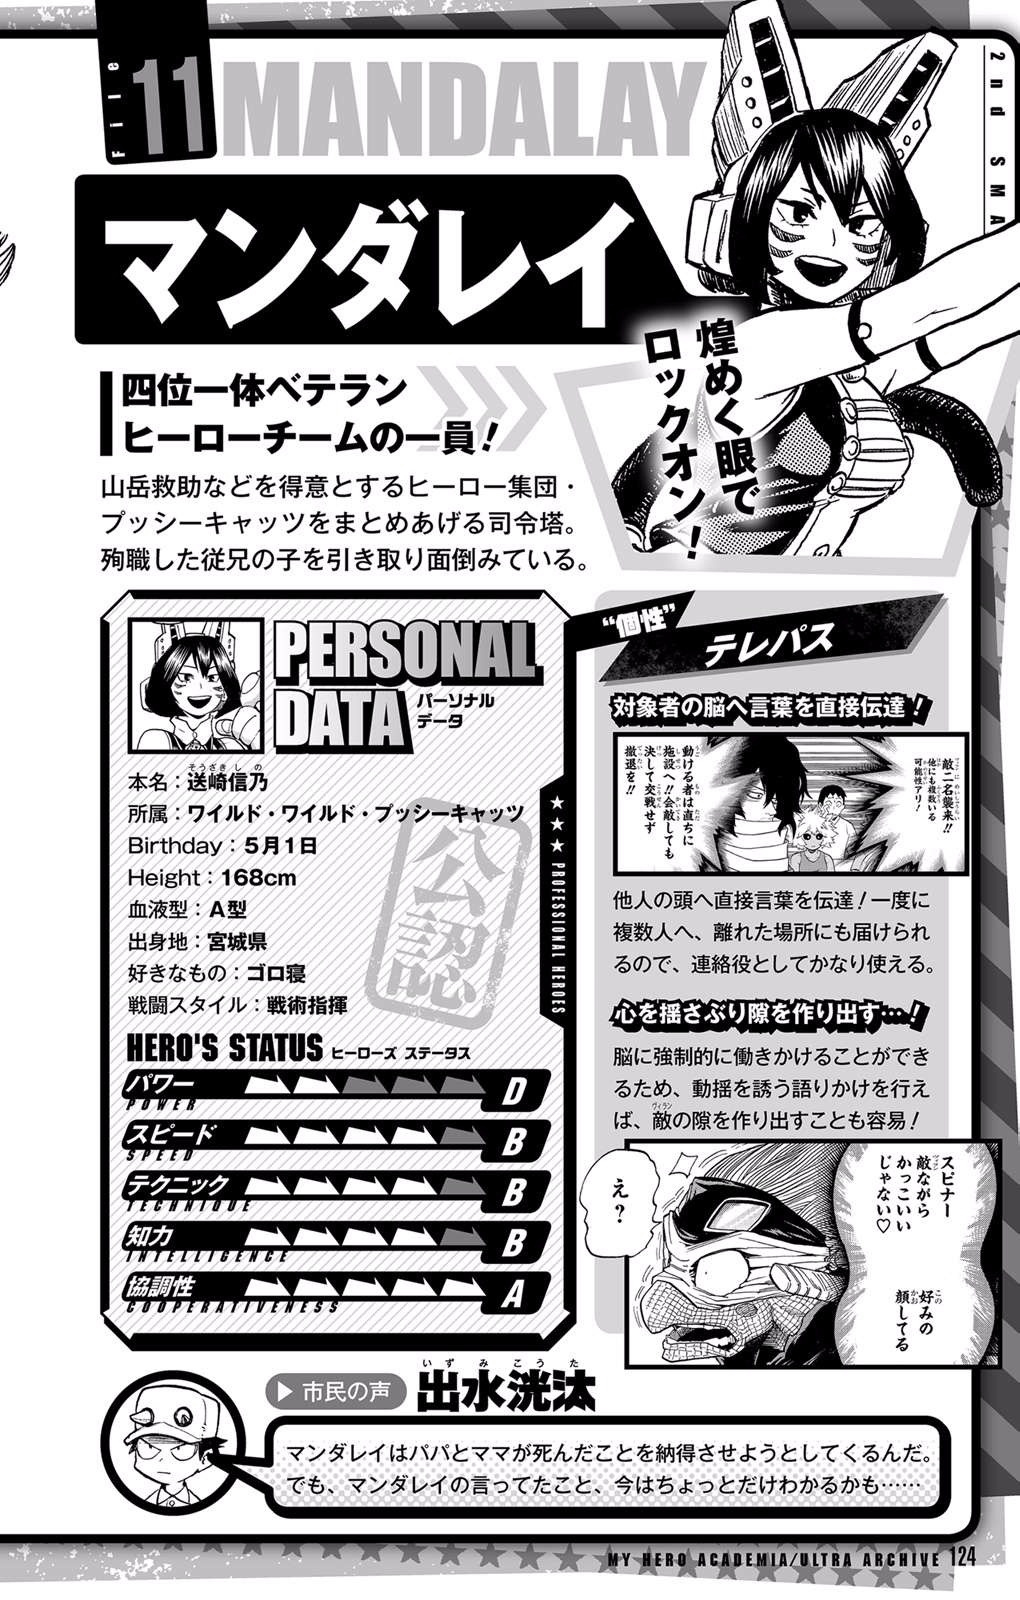 File 11
MANDALAY
2nd SMA
マンダレイ
煌めく眼で
ロックオン!
四位一体ベテラン
ヒーローチームの一員!
山岳救助などを得意とするヒーロー集団・
プッシーキャッツをまとめあげる司令塔。
殉職した従兄の子を引き取り面倒みている。
PERSONAL
DATA
パーソナル
データ
そうざきしの
本名:送崎信乃
所属:ワイルド・ワイルド・プッシーキャッツ
Birthday:5月1日
Height:168cm
血液型:A型
出身地:宮城県
好きなもの:ゴロ寝
戦闘スタイル:戦術指揮
公認
★★★ PROFESSIONAL HEROES
HERO'S STATUS ヒーローズ ステータス
パワー
POWER
D
スピード
SPEED
B
テクニック
TECHNIQUE
B
知力
INTELLIGENCE
B
協調性
COOPERATIVENESS
A
"個性"
テレパス
対象者の脳へ言葉を直接伝達!
敵二名襲来!!
他にも複数いる
可能性アリ!
動ける者は直ちに
施設へ!!会敵しても
決して交戦せず
撤退を!!
他人の頭へ直接言葉を伝達!一度に
複数人へ、離れた場所にも届けられ
るので、連絡役としてかなり使える。
心を揺さぶり隙を作り出す…!
脳に強制的に働きかけることができ
るため、動揺を誘う語りかけを行え
ヴィラン
ば、敵の隙を作り出すことも容易!
スピナー
敵ながら
かっこいい
じゃない♡
好みの
顔してる
え?
▶市民の声
いずみこうた
出水洸汰
マンダレイはパパとママが死んだことを納得させようとしてくるんだ。
でも、マンダレイの言ってたこと、今はちょっとだけわかるかも……
MY HERO ACADEMIA/ULTRA ARCHIVE 124